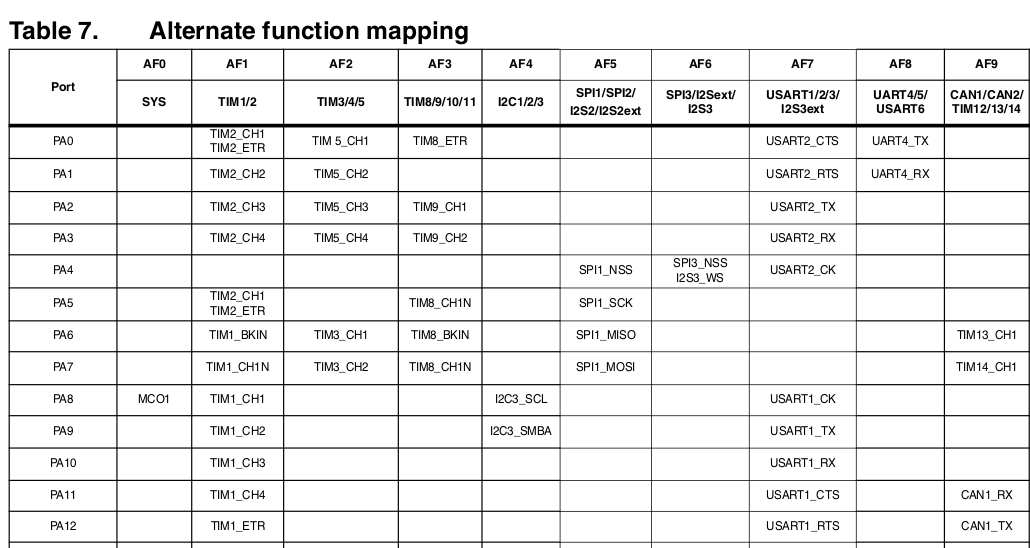 Table 7. Alternate function mapping
Port AF0 AF1 AF2 AF3 AF4 AF5 AF6 AF7 AF8 AF9
SYS TIM1/2 TIM3/4/5 TIM8/9/10/11 I2C1/2/3 SPI1/SPI2/ I2S2/I2S2ext SPI3/I2Sext/ I2S3 USART1/2/3/ I2S3ext UART4/5/ USART6 CAN1/CAN2/ TIM12/13/14
PA0 TIM2_CH1 TIM2_ETR TIM 5_CH1 TIM8_ETR USART2_CTS UART4_TX
PA1 TIM2_CH2 TIM5_CH2 USART2_RTS UART4_RX
PA2 TIM2_CH3 TIM5_CH3 TIM9_CH1 USART2_TX
PA3 TIM2_CH4 TIM5_CH4 TIM9_CH2 USART2_RX
PA4 SPI1_NSS SPI3_NSS I2S3_WS USART2_CK
PA5 TIM2_CH1 TIM2_ETR TIM8_CH1N SPI1_SCK
PA6 TIM1_BKIN TIM3_CH1 TIM8_BKIN SPI1_MISO TIM13_CH1
PA7 TIM1_CH1N TIM3_CH2 TIM8_CH1N SPI1_MOSI TIM14_CH1
PA8 MCO1 TIM1_CH1 I2C3_SCL USART1_CK
PA9 TIM1_CH2 I2C3_SMBA USART1_TX
PA10 TIM1_CH3 USART1_RX
PA11 TIM1_CH4 USART1_CTS CAN1_RX
PA12 TIM1_ETR USART1_RTS CAN1_TX